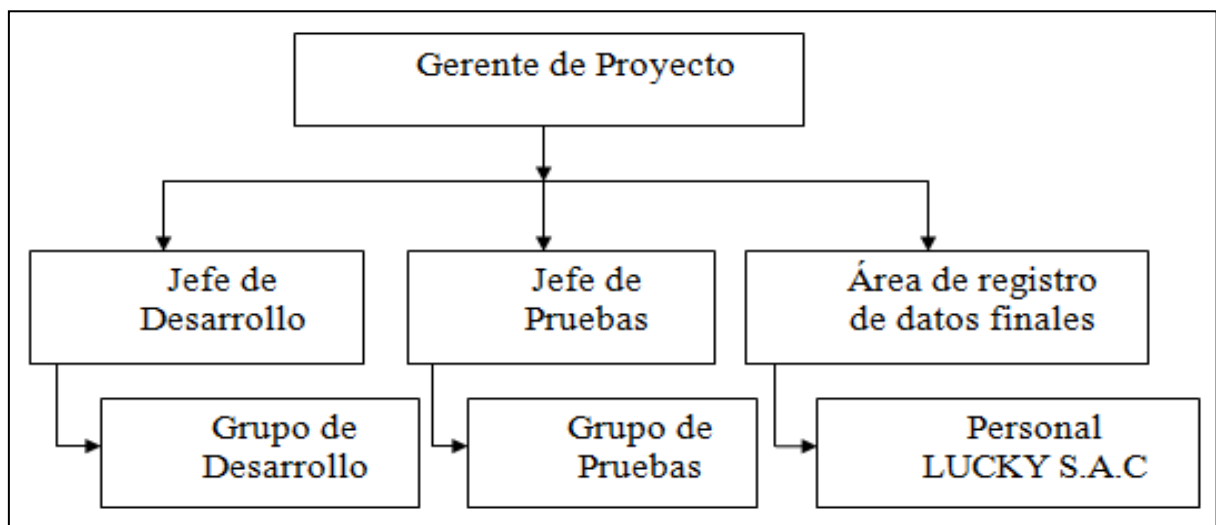 Gerente de Proyecto
Jefe de
Desarrollo
Jefe de
Pruebas
Área de registro
de datos finales
Grupo de
Desarrollo
Grupo de
Pruebas
Personal
LUCKY S.A.C